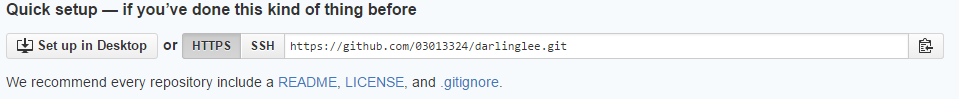 Quick setup — if you’ve done this kind of thing before
Set up in Desktop or HTTPS SSH https://github.com/03013324/darlinglee.git
We recommend every repository include a README, LICENSE, and .gitignore.